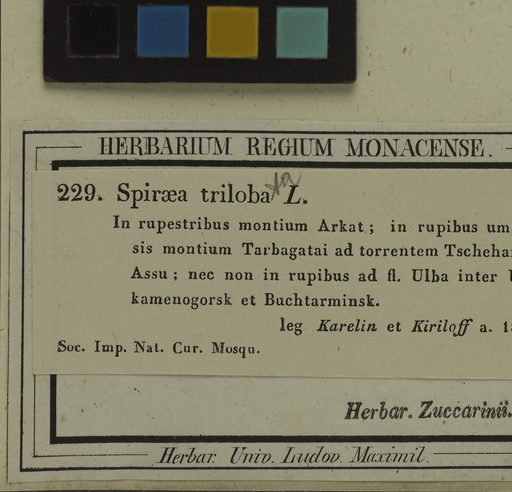 HERBARIUM REGIUM MONACENSE.
229. Spiræa trilobata L.
In rupestribus montium Arkat; in rupibus um
sis montium Tarbagatai ad torrentem Tschehar
Assu; nec non in rupibus ad fl. Ulba inter
kamenogorsk et Buchtarminsk.
leg Karelin et Kiriloff a.
Soc. Imp. Nat. Cur. Mosqu.
Herbar. Zuccarinii.
Herbar. Univ. Ludov. Maximil.